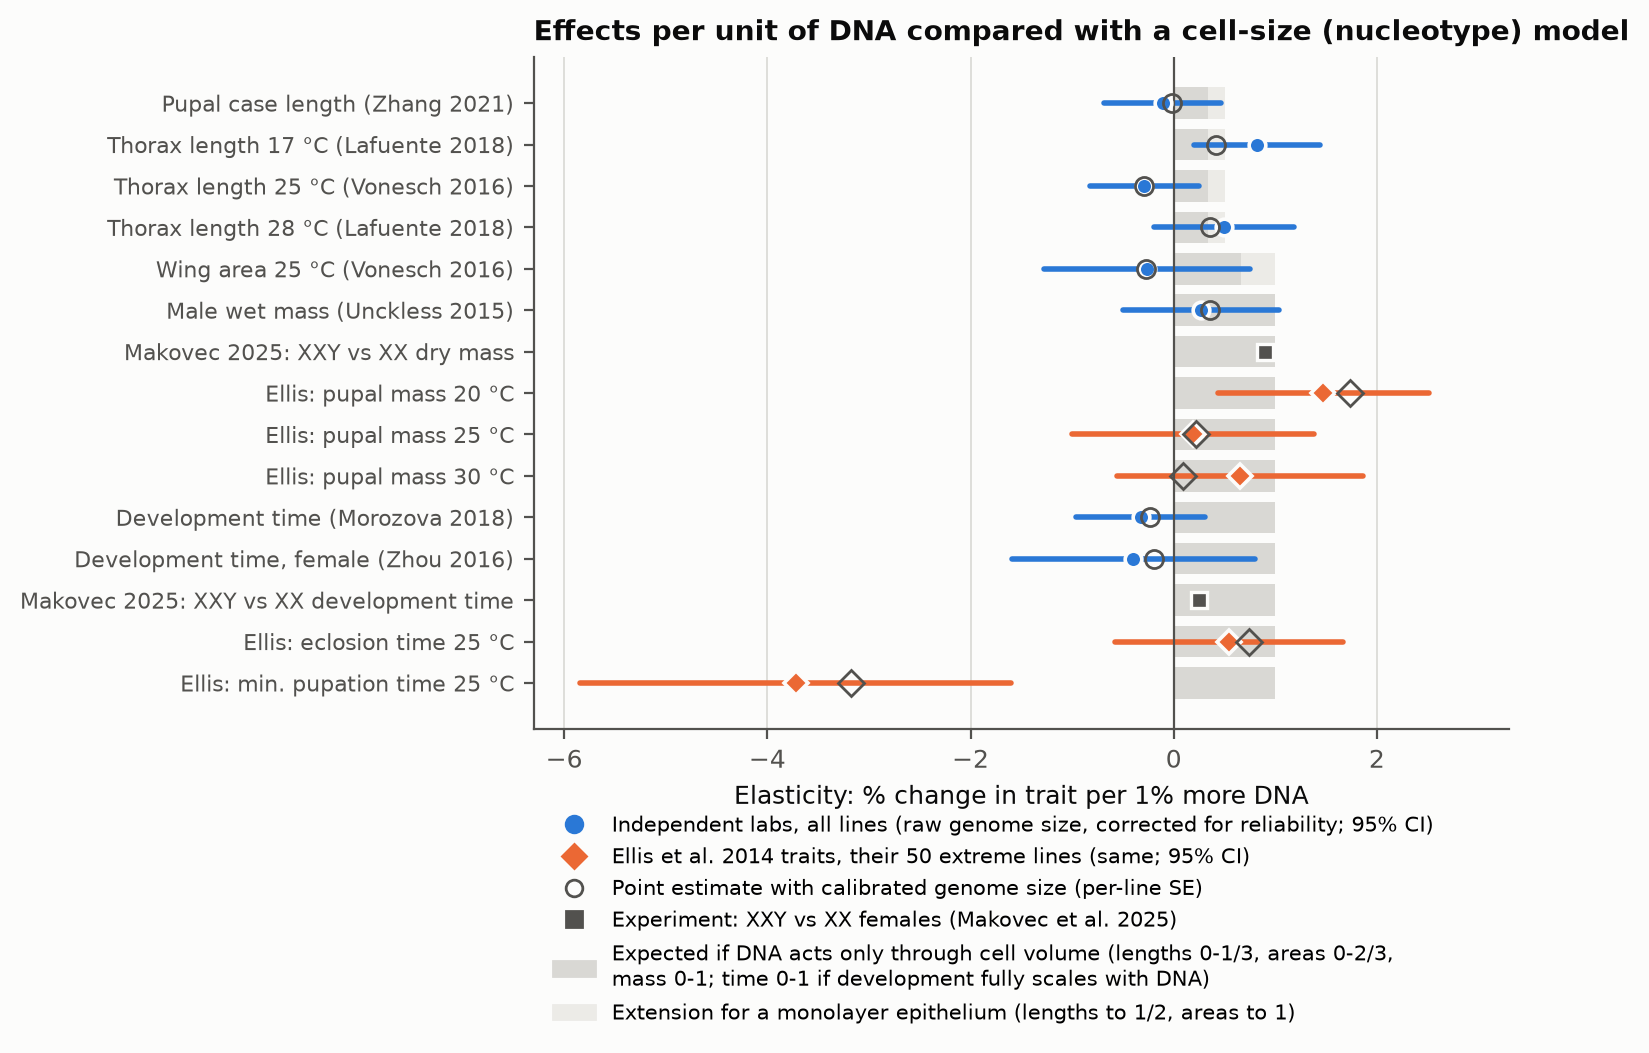 Effects per unit of DNA compared with a cell-size (nucleotype) model
Pupal case length (Zhang 2021)
Thorax length 17 °C (Lafuente 2018)
Thorax length 25 °C (Vonesch 2016)
Thorax length 28 °C (Lafuente 2018)
Wing area 25 °C (Vonesch 2016)
Male wet mass (Unckless 2015)
Makovec 2025: XXY vs XX dry mass
Ellis: pupal mass 20 °C
Ellis: pupal mass 25 °C
Ellis: pupal mass 30 °C
Development time (Morozova 2018)
Development time, female (Zhou 2016)
Makovec 2025: XXY vs XX development time
Ellis: eclosion time 25 °C
Ellis: min. pupation time 25 °C
−6 −4 −2 0 2
Elasticity: % change in trait per 1% more DNA
Independent labs, all lines (raw genome size, corrected for reliability; 95% CI)
Ellis et al. 2014 traits, their 50 extreme lines (same; 95% CI)
Point estimate with calibrated genome size (per-line SE)
Experiment: XXY vs XX females (Makovec et al. 2025)
Expected if DNA acts only through cell volume (lengths 0-1/3, areas 0-2/3,
mass 0-1; time 0-1 if development fully scales with DNA)
Extension for a monolayer epithelium (lengths to 1/2, areas to 1)